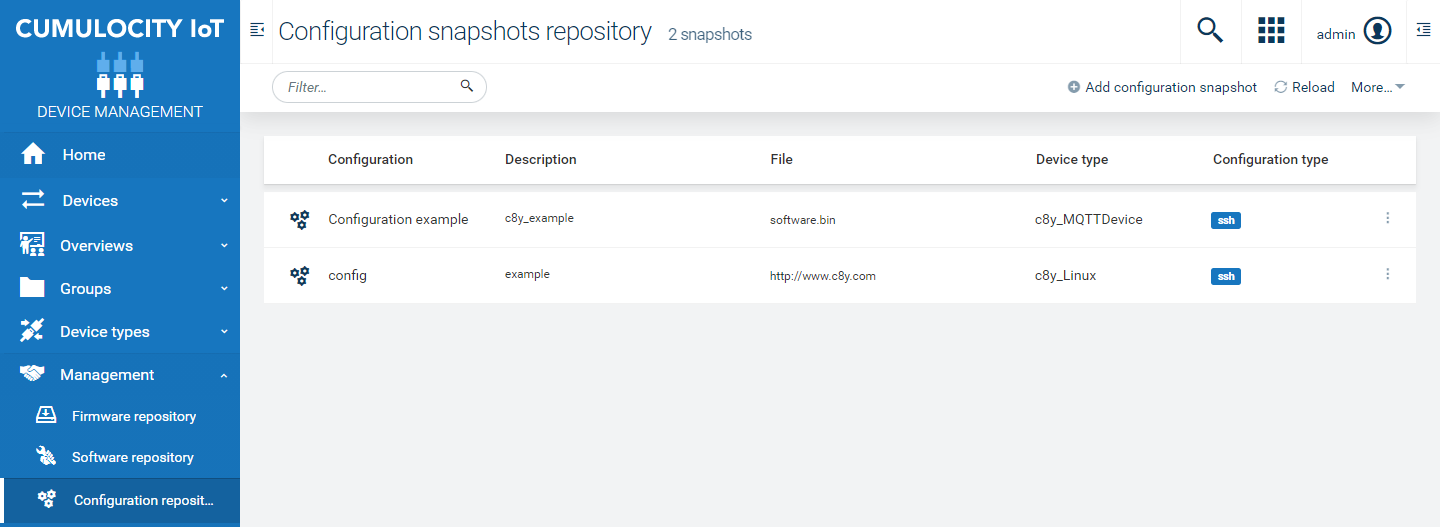 CUMULOCITY IoT
DEVICE MANAGEMENT
Home
Devices
Overviews
Groups
Device types
Management
Firmware repository
Software repository
Configuration reposit...
Configuration snapshots repository 2 snapshots
admin
Filter...
Add configuration snapshot Reload More...
Configuration Description File Device type Configuration type
Configuration example c8y_example software.bin c8y_MQTTDevice ssh
config example http://www.c8y.com c8y_Linux ssh